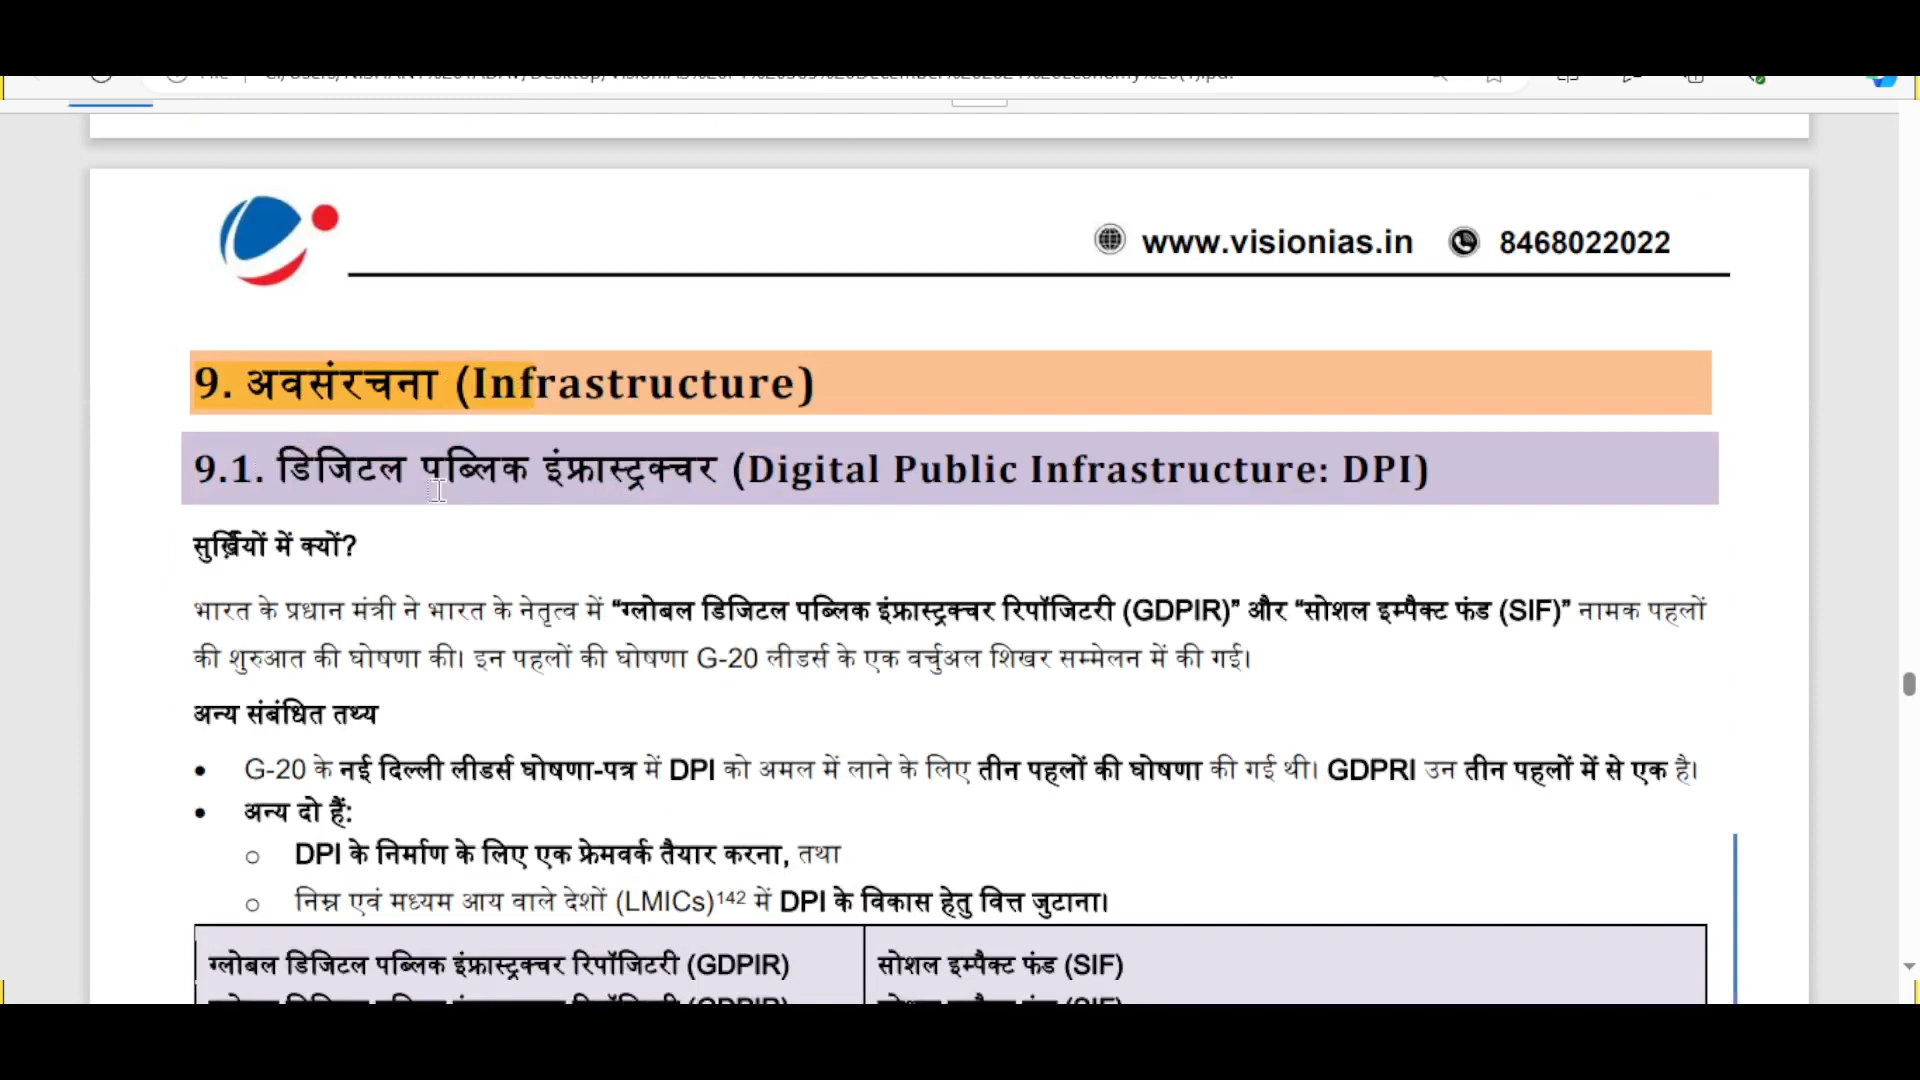 www.visionias.in 8468022022
9. अवसंरचना (Infrastructure)
9.1. डिजिटल पब्लिक इंफ्रास्ट्रक्चर (Digital Public Infrastructure: DPI)
सुर्ख़ियों में क्यों?
भारत के प्रधान मंत्री ने भारत के नेतृत्व में “ग्लोबल डिजिटल पब्लिक इंफ्रास्ट्रक्चर रिपॉजिटरी (GDPIR)” और “सोशल इम्पैक्ट फंड (SIF)” नामक पहलों
की शुरुआत की घोषणा की। इन पहलों की घोषणा G-20 लीडर्स के एक वर्चुअल शिखर सम्मेलन में की गई।
अन्य संबंधित तथ्य
● G-20 के नई दिल्ली लीडर्स घोषणा-पत्र में DPI को अमल में लाने के लिए तीन पहलों की घोषणा की गई थी। GDPRI उन तीन पहलों में से एक है।
● अन्य दो हैं:
○ DPI के निर्माण के लिए एक फ्रेमवर्क तैयार करना, तथा
○ निम्न एवं मध्यम आय वाले देशों (LMICs)¹⁴² में DPI के विकास हेतु वित्त जुटाना।
ग्लोबल डिजिटल पब्लिक इंफ्रास्ट्रक्चर रिपॉजिटरी (GDPIR) सोशल इम्पैक्ट फंड (SIF)